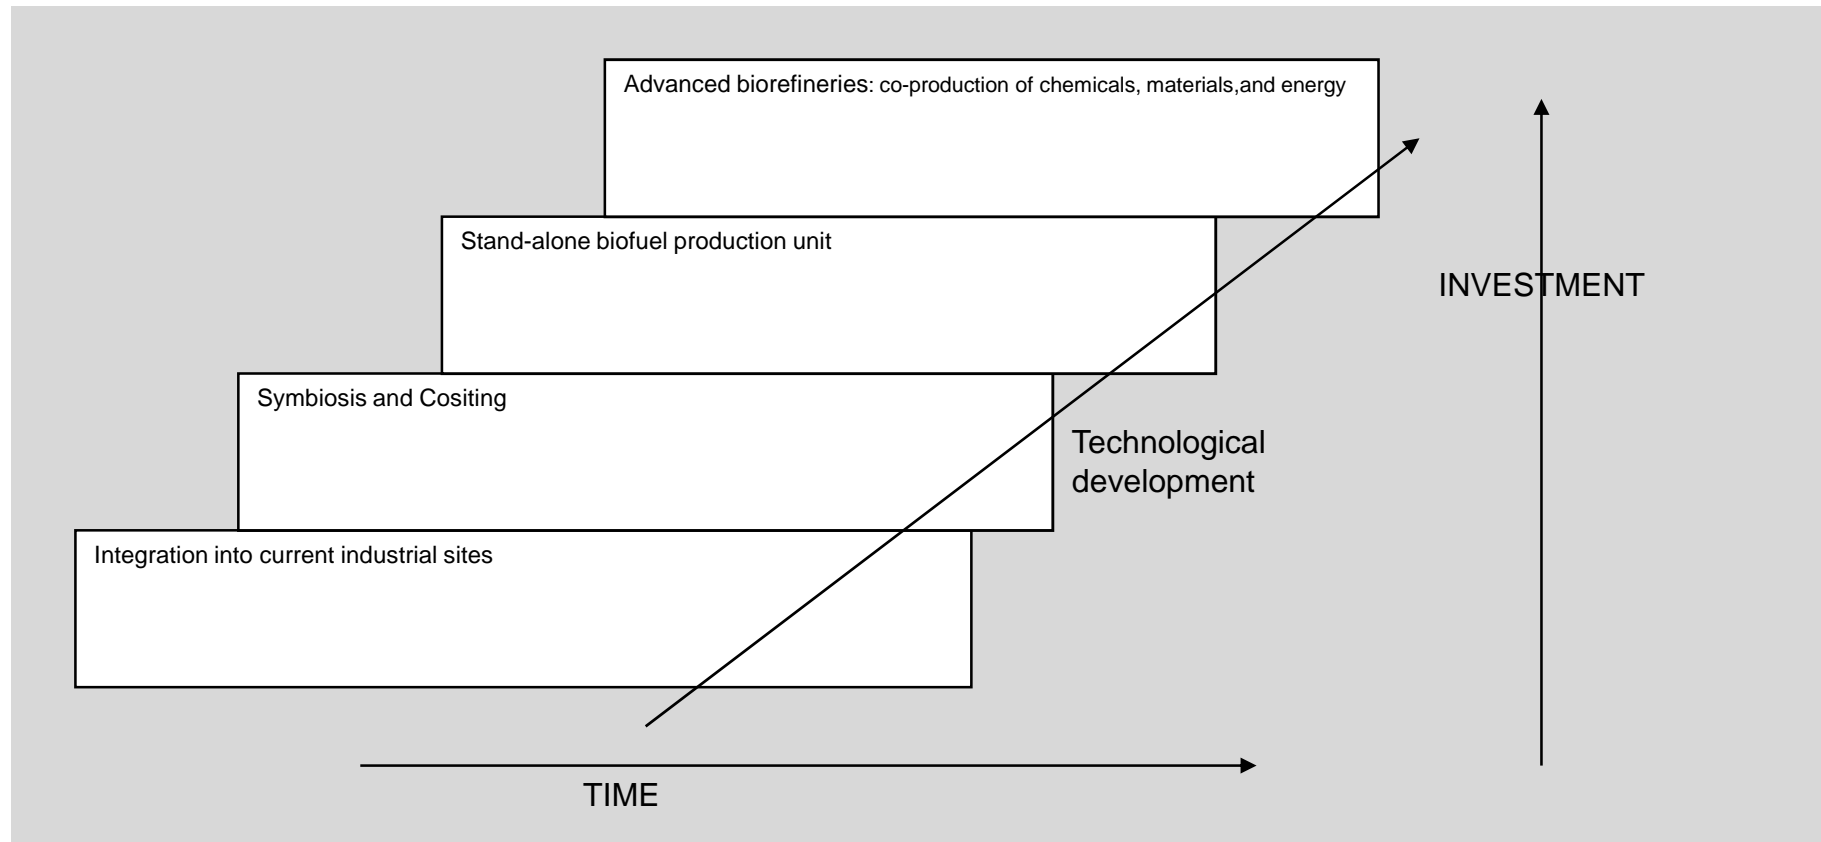 Advanced biorefineries: co-production of chemicals, materials,and energy
Stand-alone biofuel production unit
INVESTMENT
Symbiosis and Cositing
Technological
development
Integration into current industrial sites
TIME